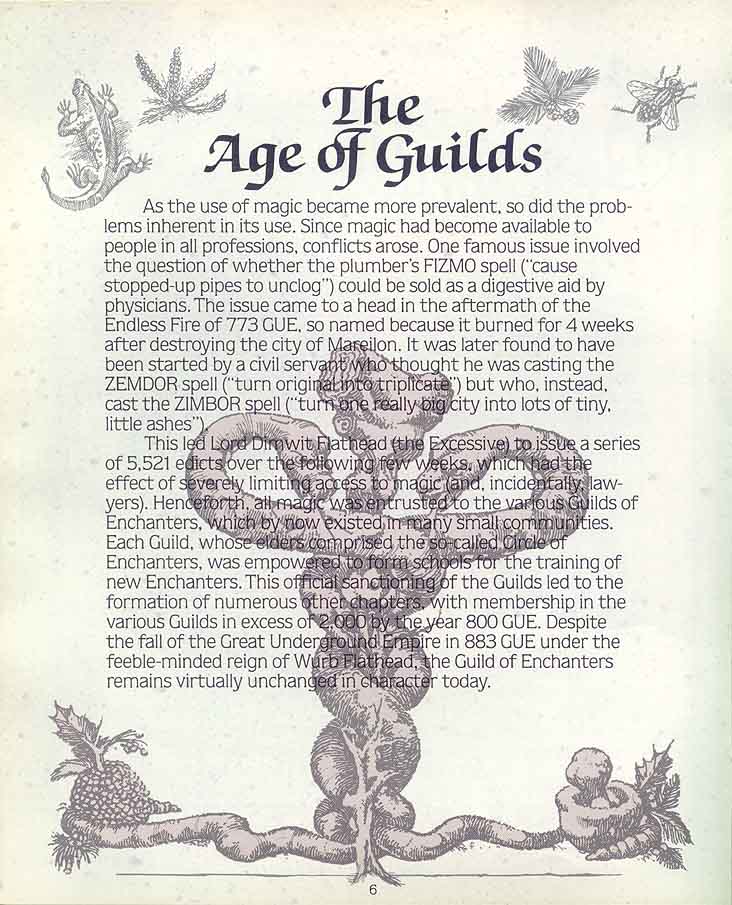 The
Age of Guilds
As the use of magic became more prevalent, so did the prob-
lems inherent in its use. Since magic had become available to
people in all professions, conflicts arose. One famous issue involved
the question of whether the plumber's FIZMO spell ("cause
stopped-up pipes to unclog") could be sold as a digestive aid by
physicians. The issue came to a head in the aftermath of the
Endless Fire of 773 GUE, so named because it burned for 4 weeks
after destroying the city of Mareilon. It was later found to have
been started by a civil servant who thought he was casting the
ZEMDOR spell ("turn original into triplicate") but who, instead,
cast the ZIMBOR spell ("turn one really big city into lots of tiny,
little ashes").
This led Lord Dimwit Flathead (the Excessive) to issue a series
of 5,521 edicts over the following few weeks, which had the
effect of severely limiting access to magic (and, incidentally, law-
yers). Henceforth, all magic was entrusted to the various Guilds of
Enchanters, which by now existed in many small communities.
Each Guild, whose elders comprised the so-called Circle of
Enchanters, was empowered to form schools for the training of
new Enchanters. This official sanctioning of the Guilds led to the
formation of numerous other chapters, with membership in the
various Guilds in excess of 2,000 by the year 800 GUE. Despite
the fall of the Great Underground Empire in 883 GUE under the
feeble-minded reign of Wurb Flathead, the Guild of Enchanters
remains virtually unchanged in character today.
6